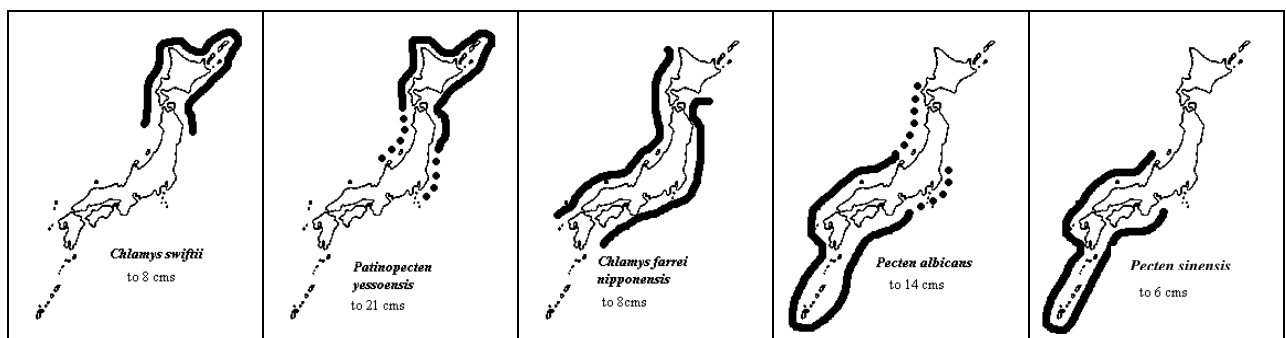 Chlamys swiftii
to 8 cms
Patinopecten
yessoensis
to 21 cms
Chlamys farrei
nipponensis
to 8cms
Pecten albicans
to 14 cms
Pecten sinensis
to 6 cms